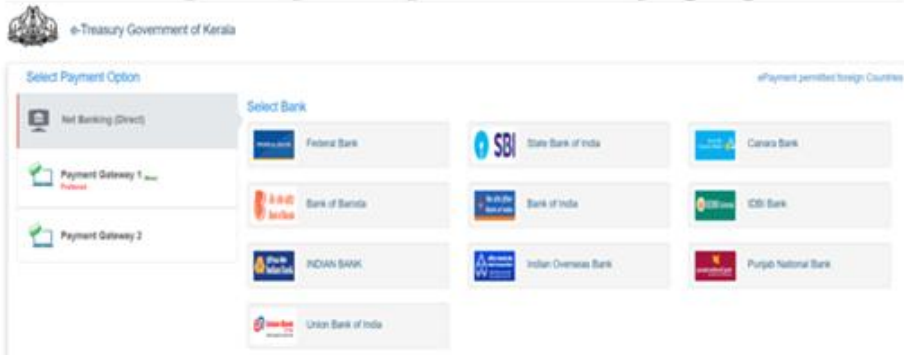 e-Treasury Government of Kerala
Select Payment Option
ePayment permitted foreign Countries
Net Banking (Direct)
Payment Gateway 1
Preferred
Payment Gateway 2
Select Bank
Federal Bank
SBI State Bank of India
Canara Bank
Bank of Baroda
Bank of India
IDBI Bank
INDIAN BANK
Indian Overseas Bank
Punjab National Bank
Union Bank of India